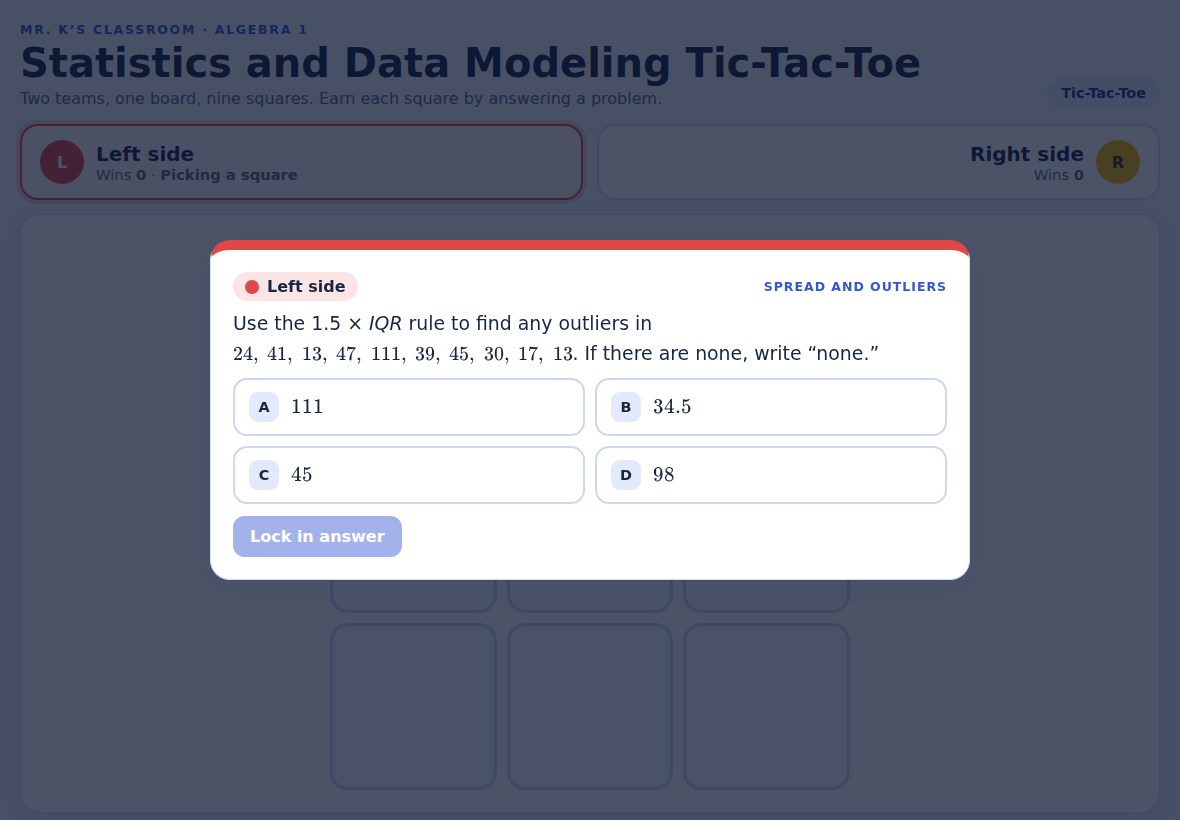 MR. K’S CLASSROOM · ALGEBRA 1
Statistics and Data Modeling Tic-Tac-Toe
Two teams, one board, nine squares. Earn each square by answering a problem.
Tic-Tac-Toe
L
Left side
Wins 0 · Picking a square
Right side
Wins 0
R
Left side
SPREAD AND OUTLIERS
Use the 1.5 × IQR rule to find any outliers in
24, 41, 13, 47, 111, 39, 45, 30, 17, 13. If there are none, write “none.”
A 111
B 34.5
C 45
D 98
Lock in answer